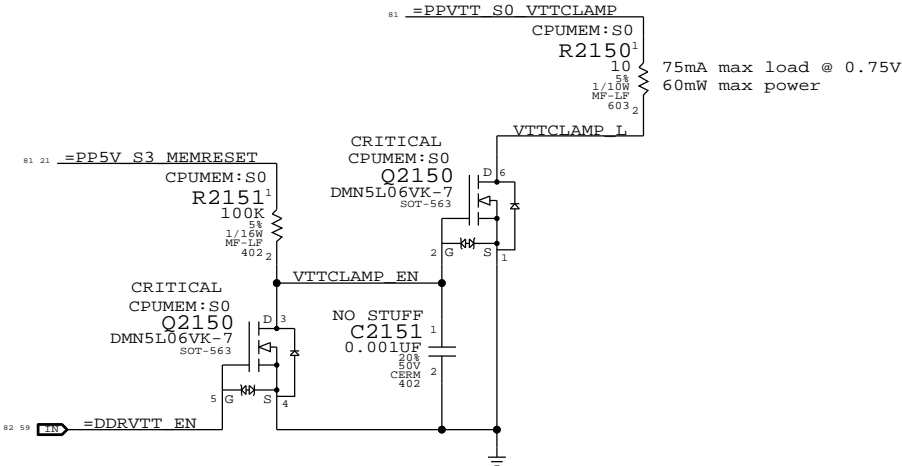 81 =PPVTT_S0_VTTCLAMP
CPUMEM:S0
R2150 1
10
5%
1/10W
MF-LF
603 2
75mA max load @ 0.75V
60mW max power
VTTCLAMP_L
CRITICAL
CPUMEM:S0
Q2150
DMN5L06VK-7
SOT-563
D 6
2 G S 1
81 21 =PP5V_S3_MEMRESET
CPUMEM:S0
R2151 1
100K
5%
1/16W
MF-LF
402 2
VTTCLAMP_EN
CRITICAL
CPUMEM:S0
Q2150
DMN5L06VK-7
SOT-563
D 3
5 G S 4
NO STUFF
C2151 1
0.001UF
20%
50V 2
CERM
402
82 59 IN =DDRVTT_EN